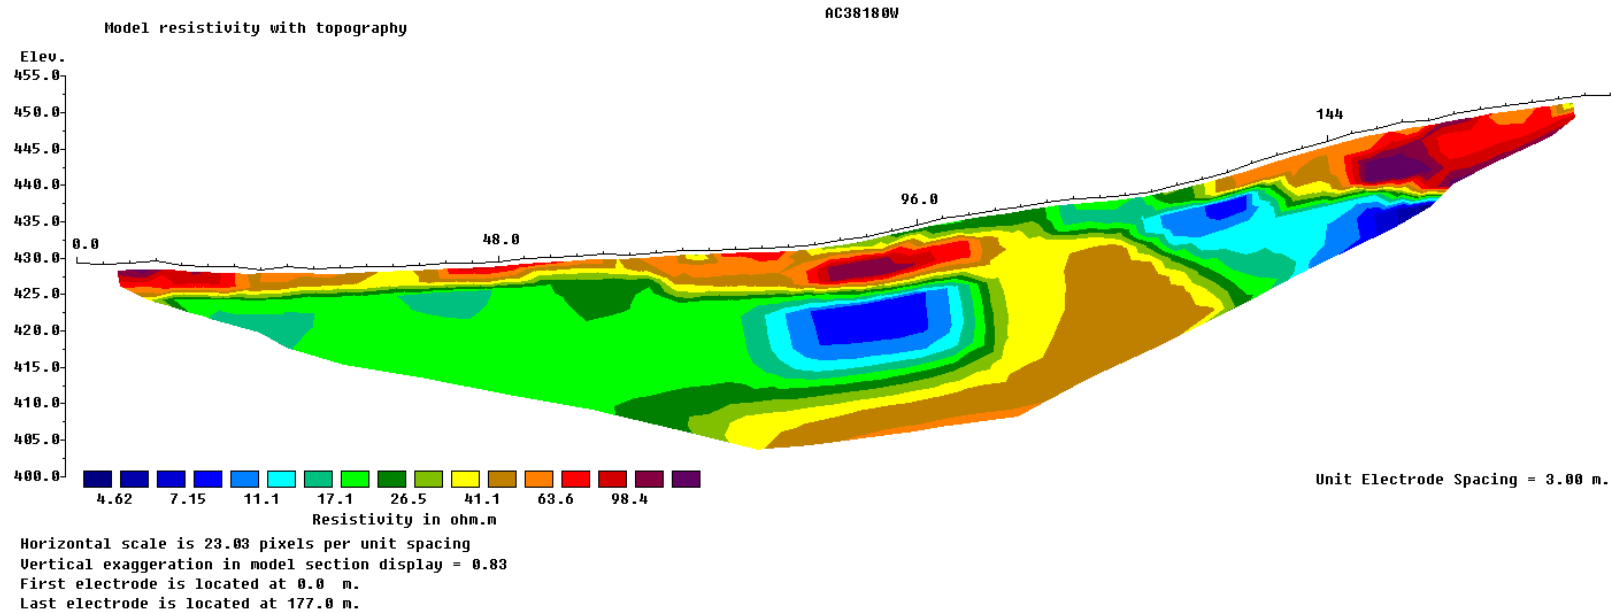 AC38180W
Model resistivity with topography
Elev.
455.0
450.0
144
445.0
440.0
96.0
435.0
0.0
48.0
430.0
425.0
420.0
415.0
410.0
405.0
400.0
4.62 7.15 11.1 17.1 26.5 41.1 63.6 98.4
Unit Electrode Spacing = 3.00 m.
Resistivity in ohm.m
Horizontal scale is 23.03 pixels per unit spacing
Vertical exaggeration in model section display = 0.83
First electrode is located at 0.0 m.
Last electrode is located at 177.0 m.